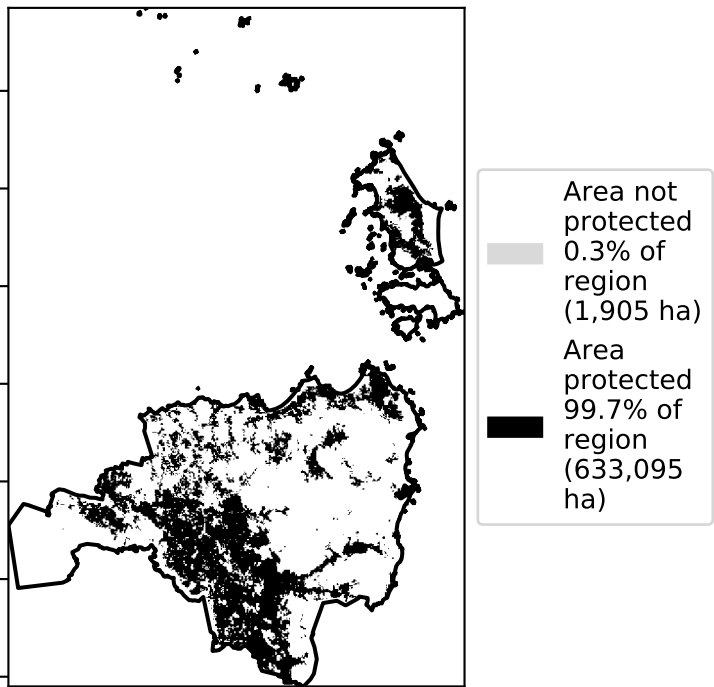 Area not
protected
0.3% of
region
(1,905 ha)
Area
protected
99.7% of
region
(633,095
ha)